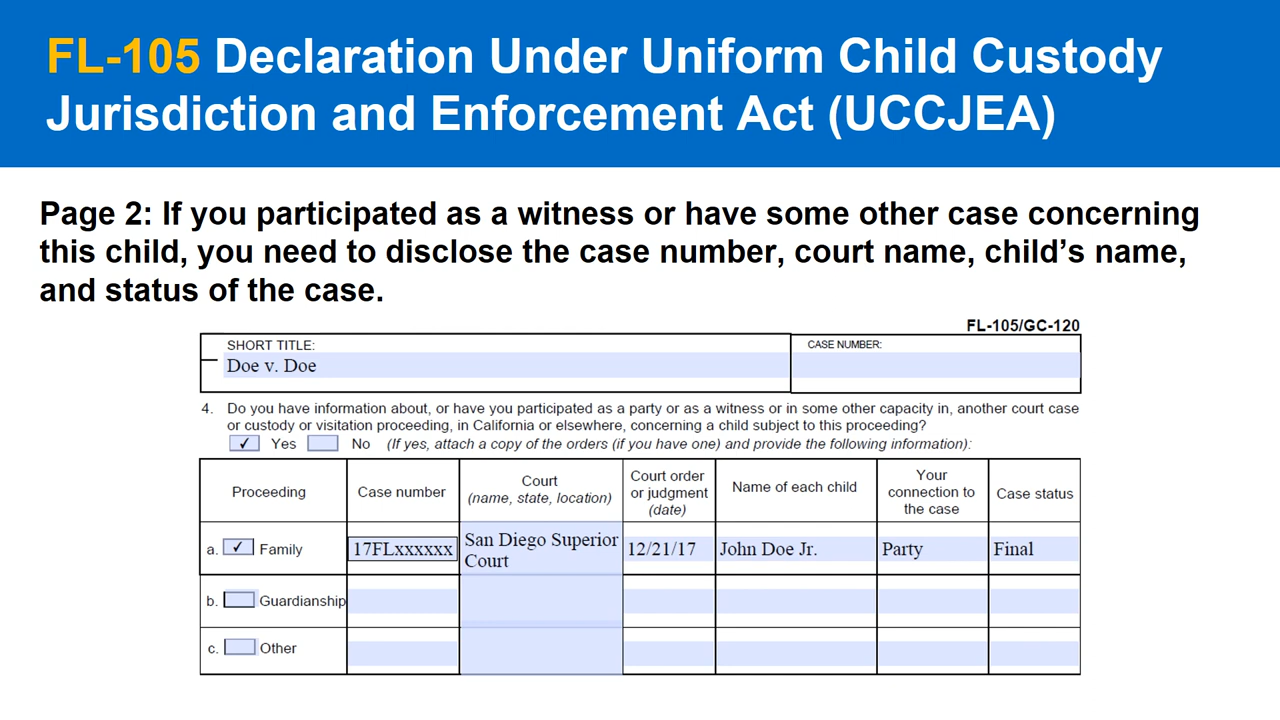 FL-105 Declaration Under Uniform Child Custody
Jurisdiction and Enforcement Act (UCCJEA)
Page 2: If you participated as a witness or have some other case concerning
this child, you need to disclose the case number, court name, child’s name,
and status of the case.
FL-105/GC-120
SHORT TITLE:
Doe v. Doe
CASE NUMBER:
4. Do you have information about, or have you participated as a party or as a witness or in some other capacity in, another court case
or custody or visitation proceeding, in California or elsewhere, concerning a child subject to this proceeding?
✓ Yes No (If yes, attach a copy of the orders (if you have one) and provide the following information):
Proceeding
Case number
Court
(name, state, location)
Court order
or judgment
(date)
Name of each child
Your
connection to
the case
Case status
a. ✓ Family
17FLxxxxxx
San Diego Superior
Court
12/21/17
John Doe Jr.
Party
Final
b. Guardianship
c. Other